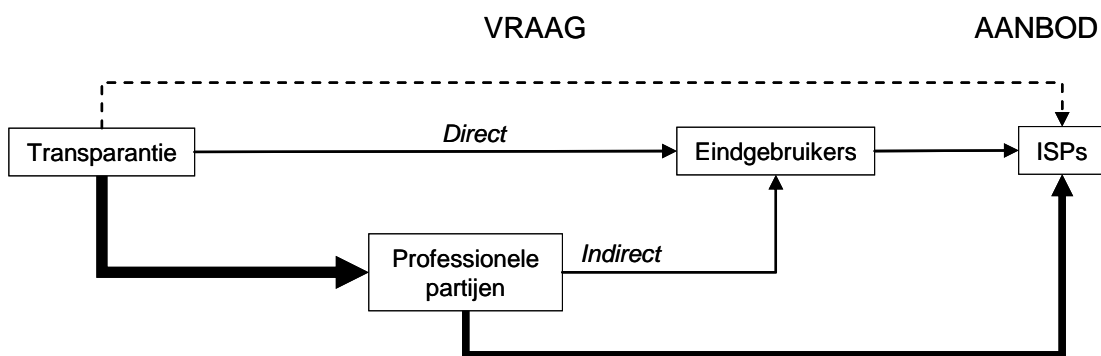 VRAAG AANBOD
Transparantie Direct Eindgebruikers ISPs
Professionele
partijen
Indirect